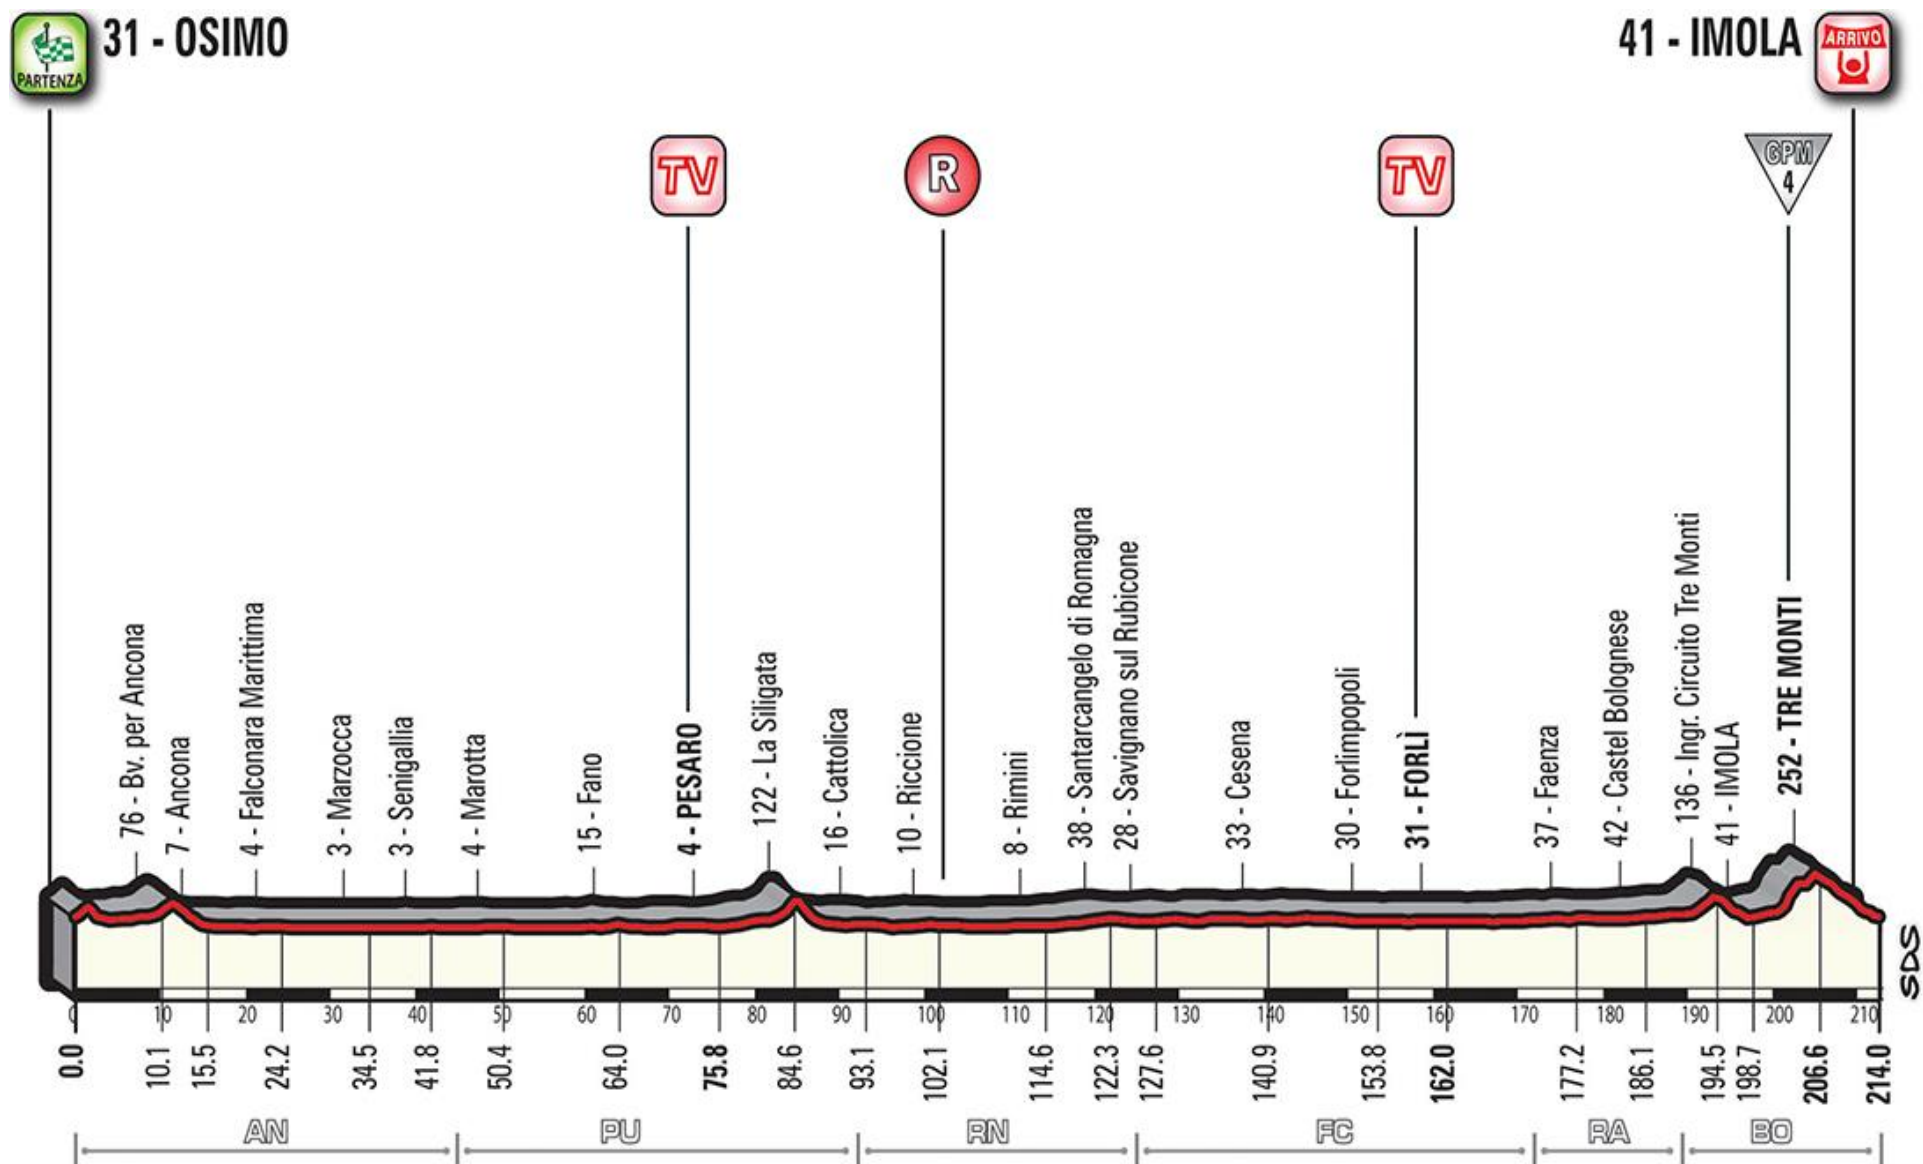 31 - OSIMO
41 - IMOLA
PARTENZA
ARRIVO
TV
R
TV
GPM
4
76 - Bv. per Ancona
7 - Ancona
4 - Falconara Marittima
3 - Marzocca
3 - Senigallia
4 - Marotta
15 - Fano
4 - PESARO
122 - La Siligata
16 - Cattolica
10 - Riccione
8 - Rimini
38 - Santarcangelo di Romagna
28 - Savignano sul Rubicone
33 - Cesena
30 - Forlimpopoli
31 - FORLÌ
37 - Faenza
42 - Castel Bolognese
136 - Ingr. Circuito Tre Monti
41 - IMOLA
252 - TRE MONTI
SDS
0 10 20 30 40 50 60 70 80 90 100 110 120 130 140 150 160 170 180 190 200 210
0.0 10.1 15.5 24.2 34.5 41.8 50.4 64.0 75.8 84.6 93.1 102.1 114.6 122.3 127.6 140.9 153.8 162.0 177.2 186.1 194.5 198.7 206.6 214.0
AN PU RN FC RA BO